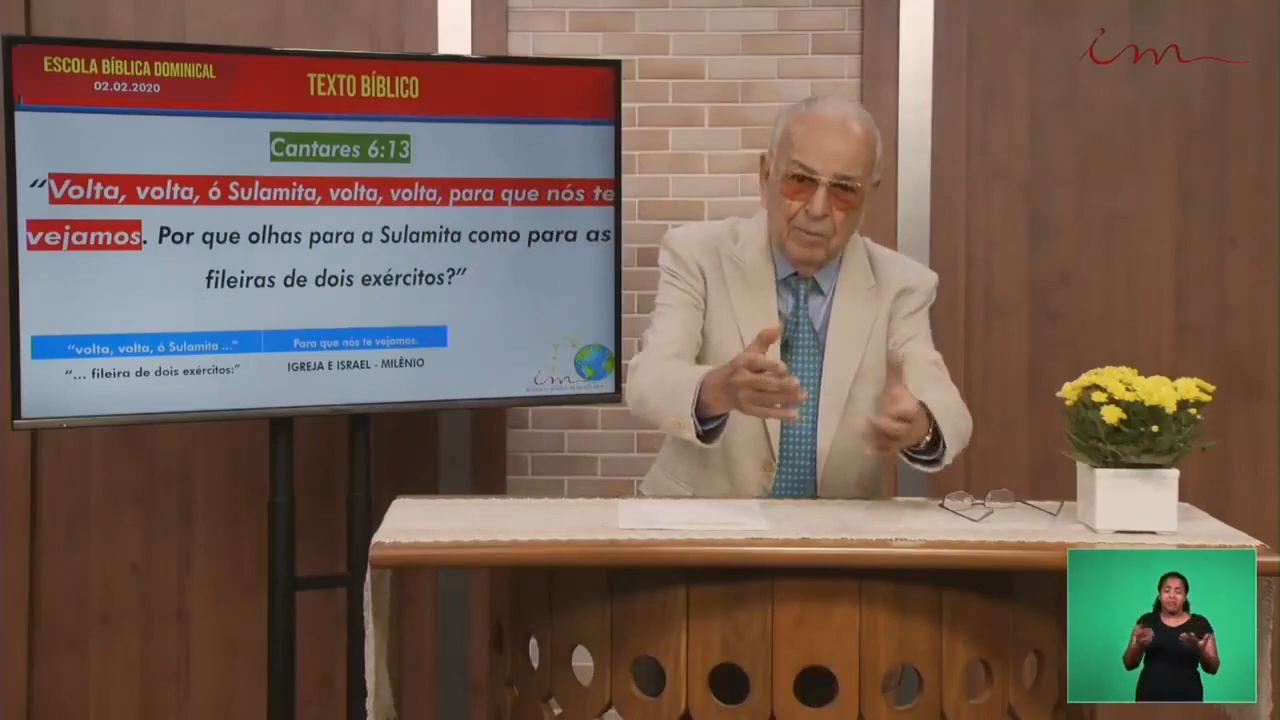 ESCOLA BÍBLICA DOMINICAL
02.02.2020
TEXTO BÍBLICO
Cantares 6:13
“Volta, volta, ó Sulamita, volta, volta, para que nós te
vejamos. Por que olhas para a Sulamita como para as
fileiras de dois exércitos?”
“volta, volta, ó Sulamita ...” Para que nós te vejamos.
“... fileira de dois exércitos:” IGREJA E ISRAEL - MILÊNIO
im
im